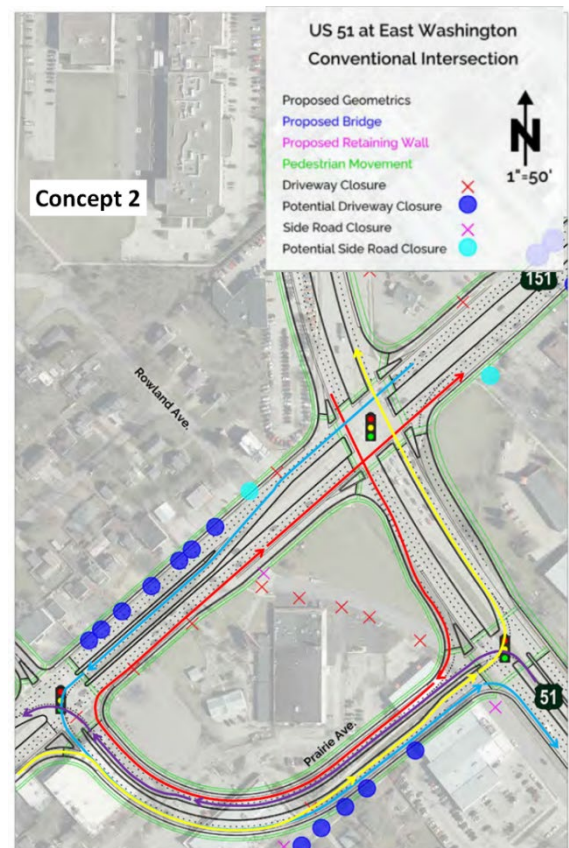 US 51 at East Washington
Conventional Intersection
Proposed Geometrics
Proposed Bridge
Proposed Retaining Wall
Pedestrian Movement
Driveway Closure
Potential Driveway Closure
Side Road Closure
Potential Side Road Closure
N
1"=50'
Concept 2
151
Rowland Ave.
51
Prairie Ave.